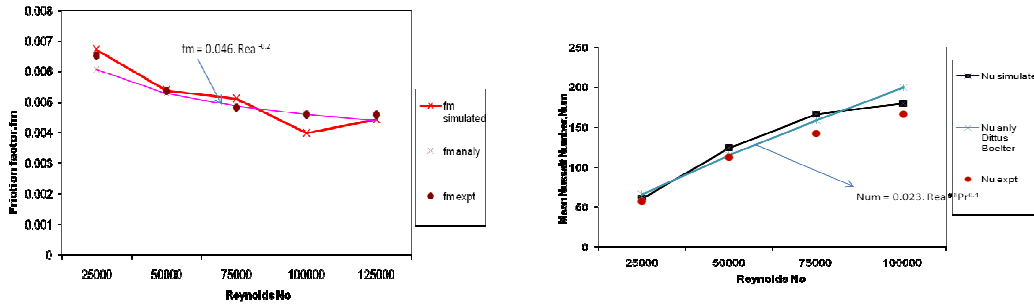 0.008
0.007
0.006
0.005
0.004
0.003
0.002
0.001
0
Friction factor.fm
25000 50000 75000 100000 125000
Reynolds No
fm = 0.046. Rea -0.2
fm simulated
fm analy
fm expt
250
200
150
100
50
0
Mean Nusselt Number.Num
25000 50000 75000 100000
Reynolds No
Num = 0.023. Rea Pr
Nu simulate
Nu anly
Dittus
Boelter
Nu expt